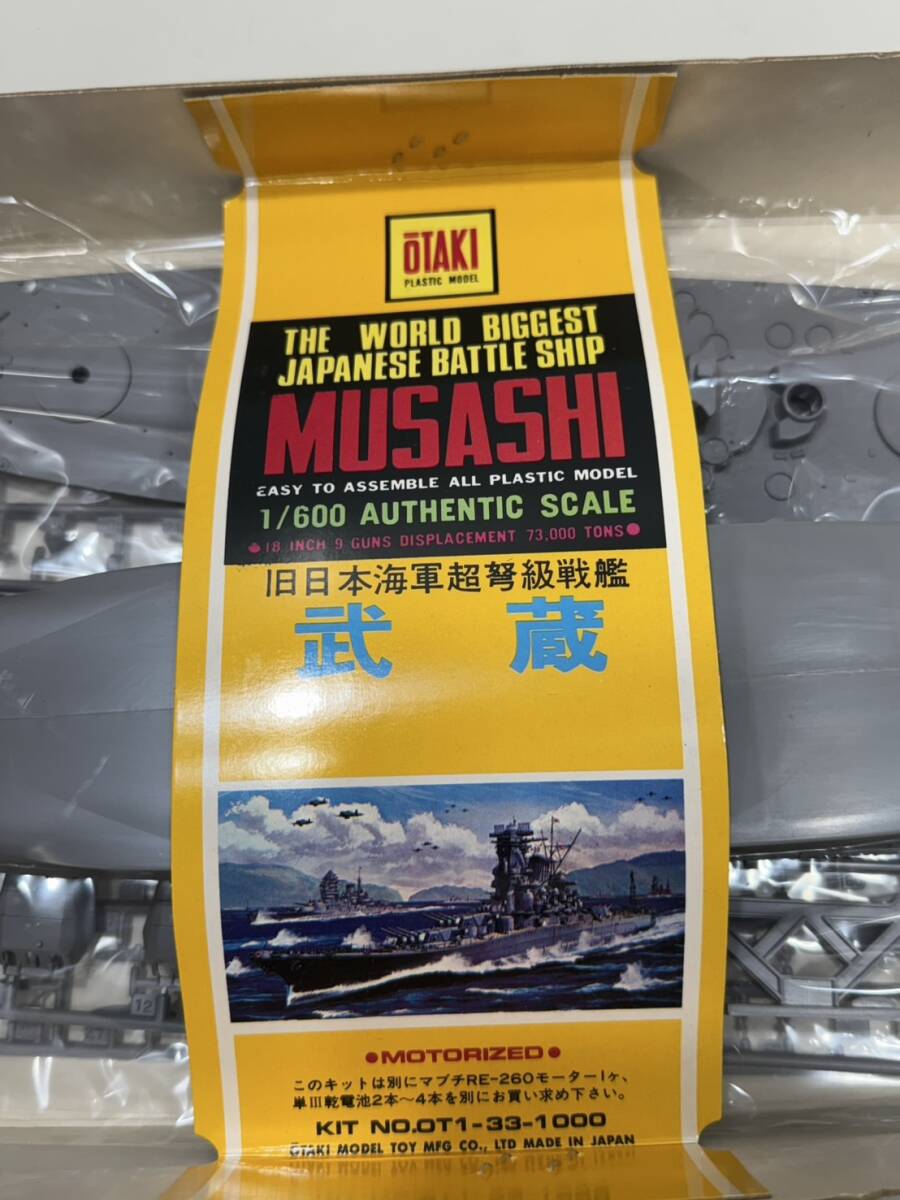 ŌTAKI
PLASTIC MODEL
THE WORLD BIGGEST
JAPANESE BATTLE SHIP
MUSASHI
EASY TO ASSEMBLE ALL PLASTIC MODEL
1/600 AUTHENTIC SCALE
18 INCH 9 GUNS DISPLACEMENT 73,000 TONS
旧日本海軍超弩級戦艦
武蔵
●MOTORIZED●
このキットは別にマブチRE-260モーター1ヶ、
単III乾電池2本〜4本を別にお買い求め下さい。
KIT NO.OT1-33-1000
ŌTAKI MODEL TOY MFG CO., LTD MADE IN JAPAN
12